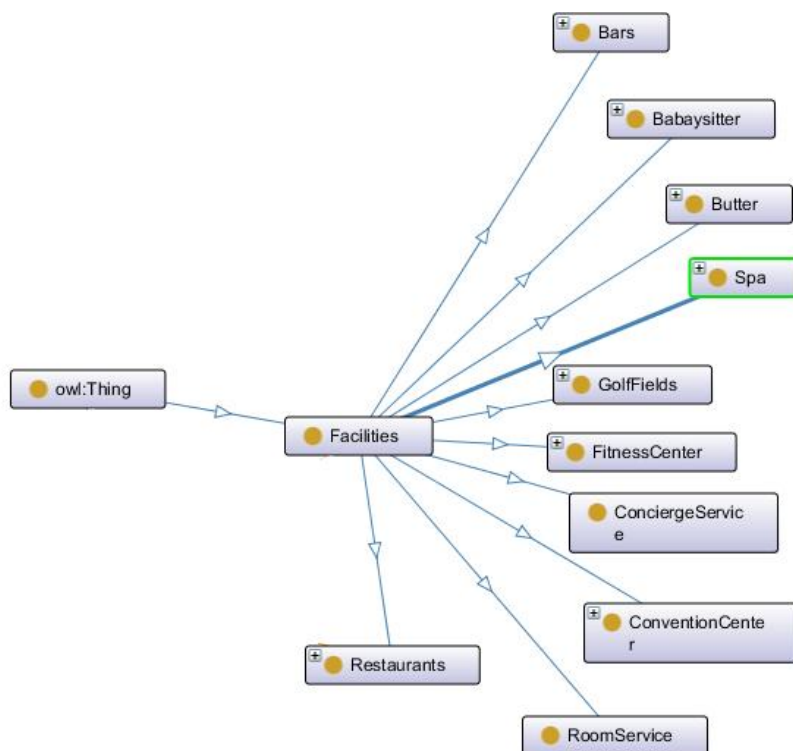 Bars
Babaysitter
Butter
Spa
owl:Thing
GolfFields
Facilities
FitnessCenter
ConciergeServic
e
ConventionCente
r
Restaurants
RoomService